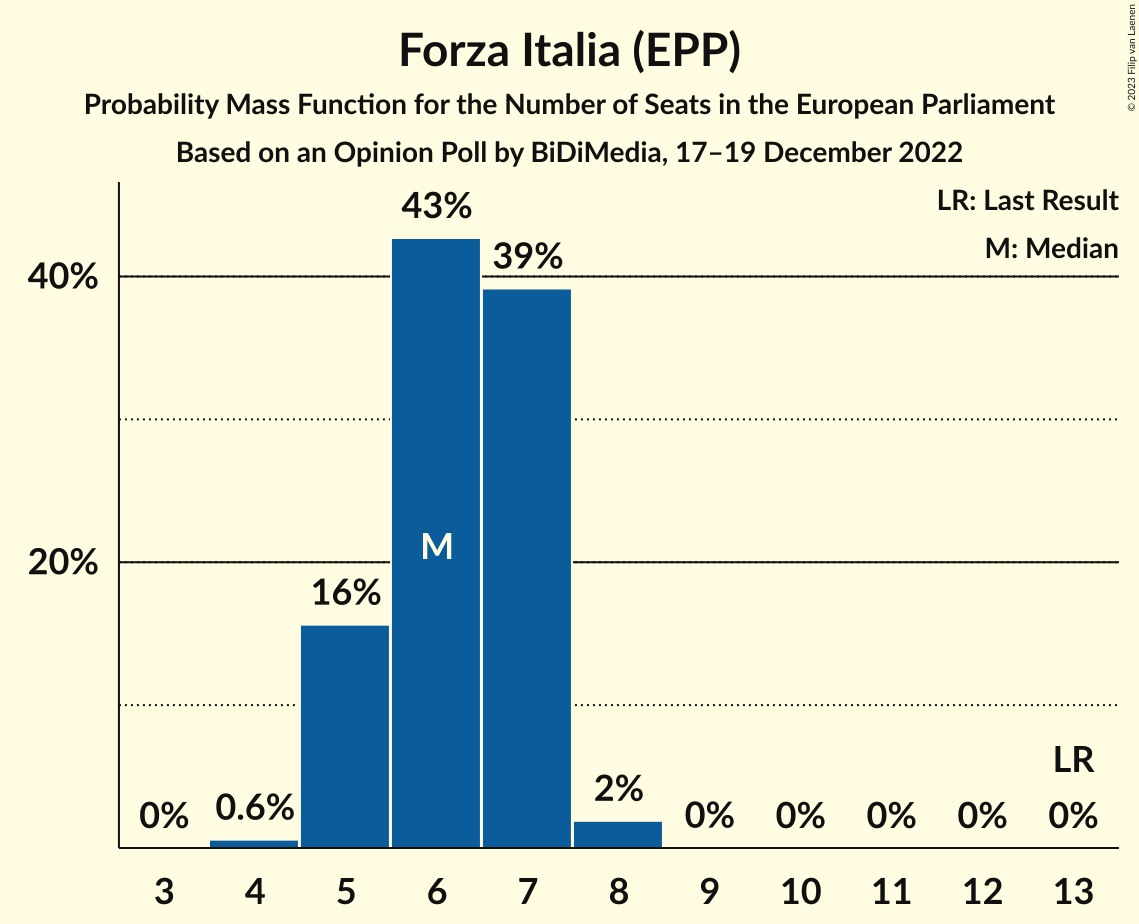 Forza Italia (EPP)
Probability Mass Function for the Number of Seats in the European Parliament
Based on an Opinion Poll by BiDiMedia, 17–19 December 2022
© 2023 Filip van Laenen
LR: Last Result
M: Median
43%
39%
40%
M
20%
16%
LR
0%
0.6%
2%
0%
0%
0%
0%
0%
3 4 5 6 7 8 9 10 11 12 13